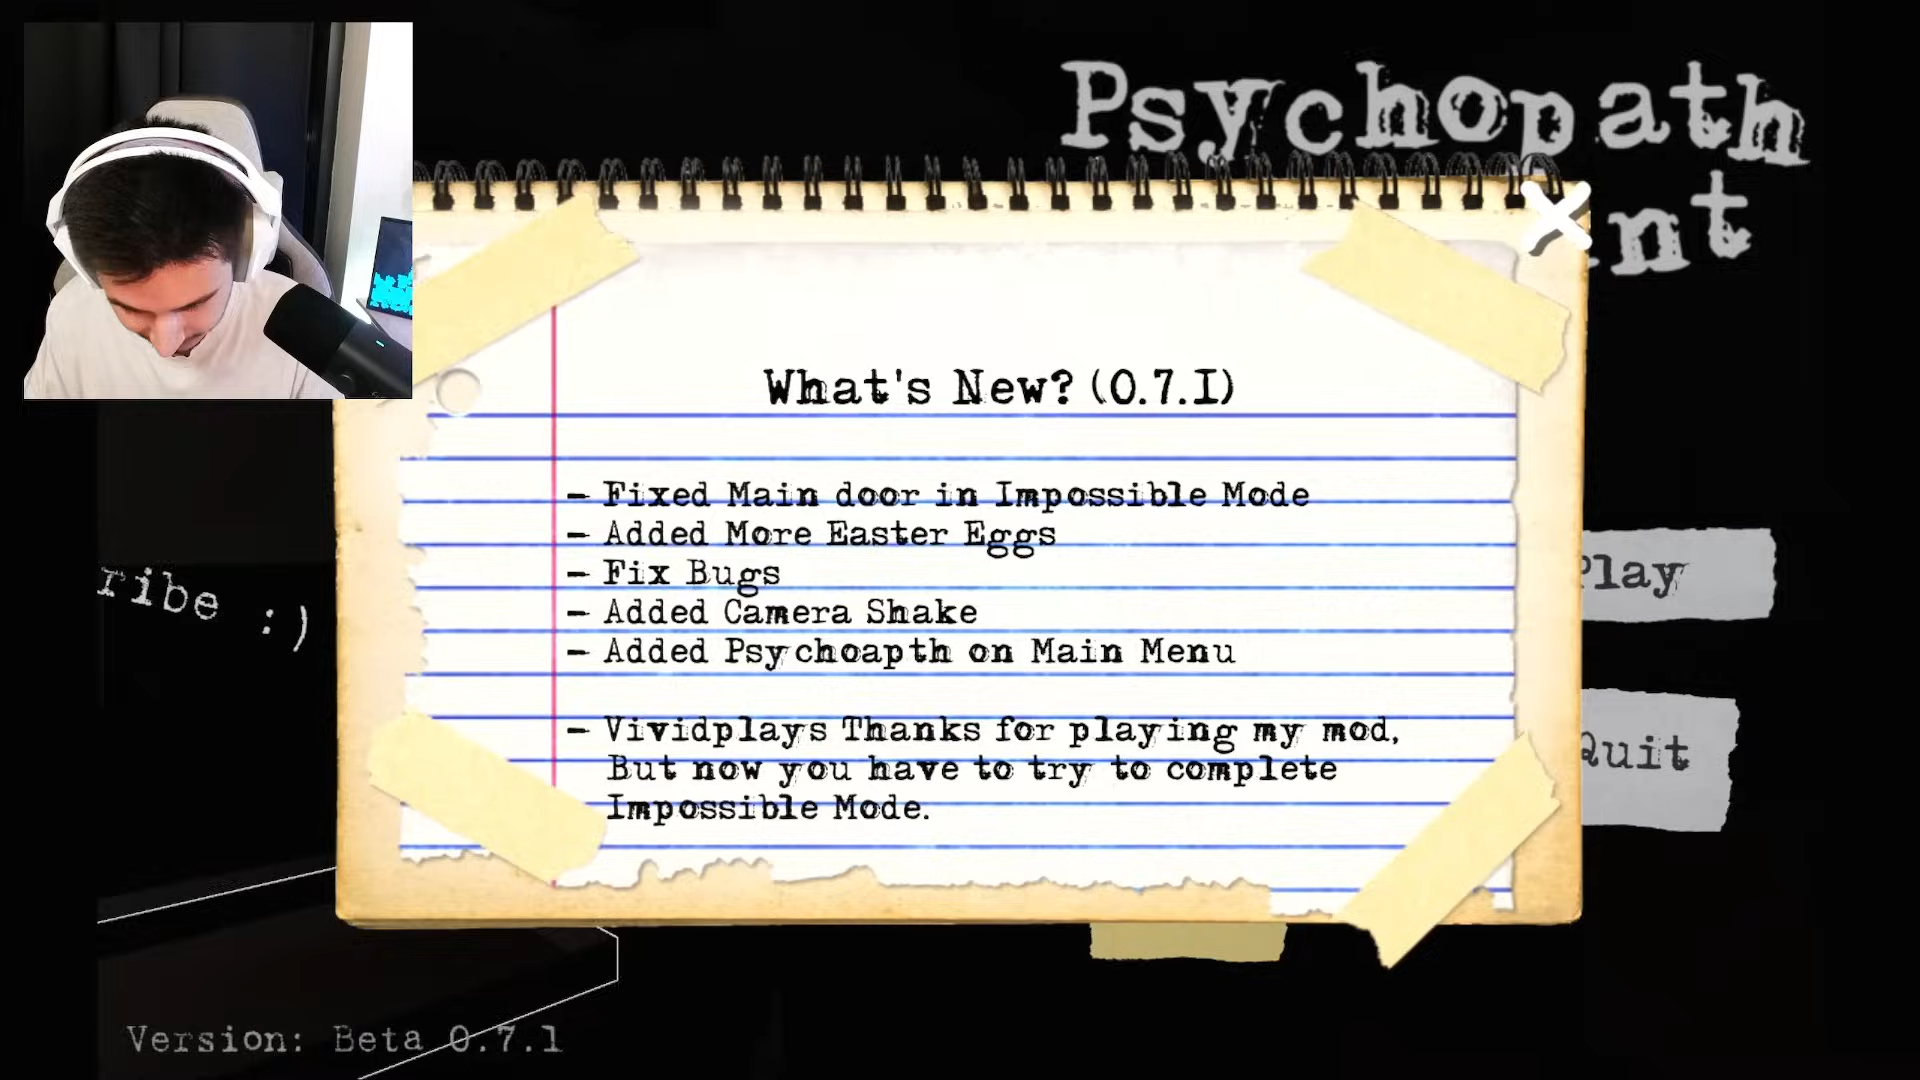 Psychopath
nt
What's New? (0.7.1)
- Fixed Main door in Impossible Mode
- Added More Easter Eggs
- Fix Bugs
- Added Camera Shake
- Added Psychoapth on Main Menu
- Vividplays Thanks for playing my mod,
But now you have to try to complete
Impossible Mode.
ribe :)
Play
Quit
Version: Beta 0.7.1